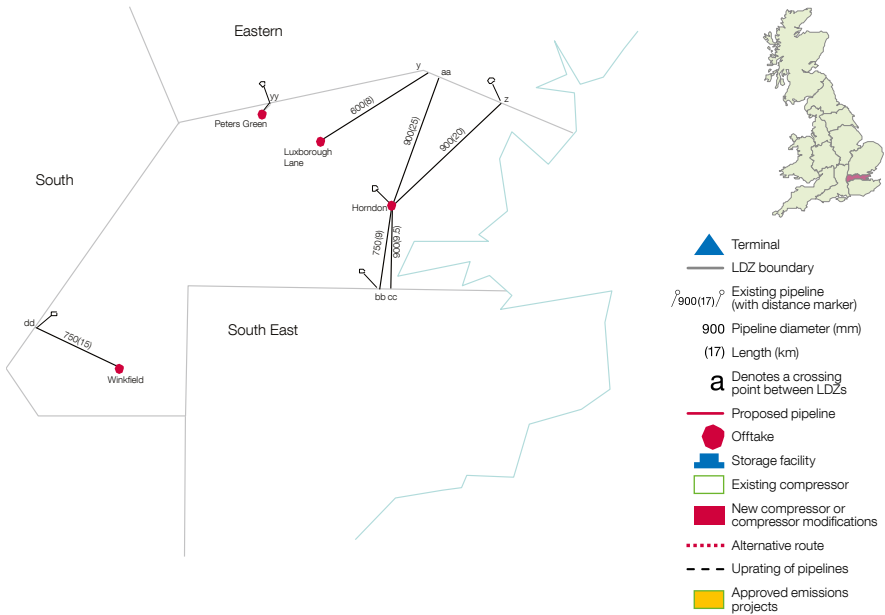 Eastern
y
aa
z
yy
Peters Green
600(8)
900(25)
900(20)
Luxborough
Lane
South
Horndon
750(9)
900(9.5)
bb cc
South East
dd
750(15)
Winkfield
Terminal
LDZ boundary
900(17)
Existing pipeline
(with distance marker)
900 Pipeline diameter (mm)
(17) Length (km)
a Denotes a crossing
point between LDZs
Proposed pipeline
Offtake
Storage facility
Existing compressor
New compressor or
compressor modifications
Alternative route
Uprating of pipelines
Approved emissions
projects